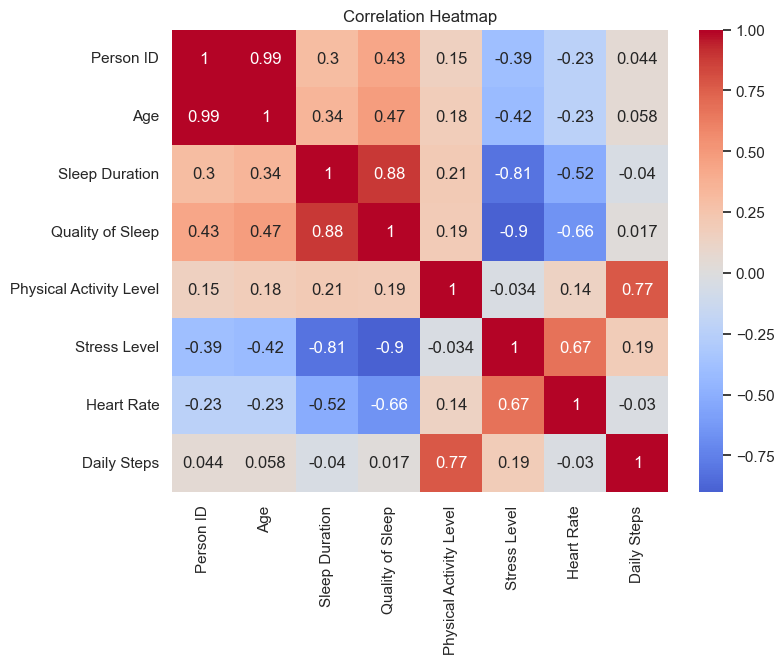 Correlation Heatmap
Person ID 1 0.99 0.3 0.43 0.15 -0.39 -0.23 0.044
Age 0.99 1 0.34 0.47 0.18 -0.42 -0.23 0.058
Sleep Duration 0.3 0.34 1 0.88 0.21 -0.81 -0.52 -0.04
Quality of Sleep 0.43 0.47 0.88 1 0.19 -0.9 -0.66 0.017
Physical Activity Level 0.15 0.18 0.21 0.19 1 -0.034 0.14 0.77
Stress Level -0.39 -0.42 -0.81 -0.9 -0.034 1 0.67 0.19
Heart Rate -0.23 -0.23 -0.52 -0.66 0.14 0.67 1 -0.03
Daily Steps 0.044 0.058 -0.04 0.017 0.77 0.19 -0.03 1
Person ID
Age
Sleep Duration
Quality of Sleep
Physical Activity Level
Stress Level
Heart Rate
Daily Steps
1.00
0.75
0.50
0.25
0.00
−0.25
−0.50
−0.75